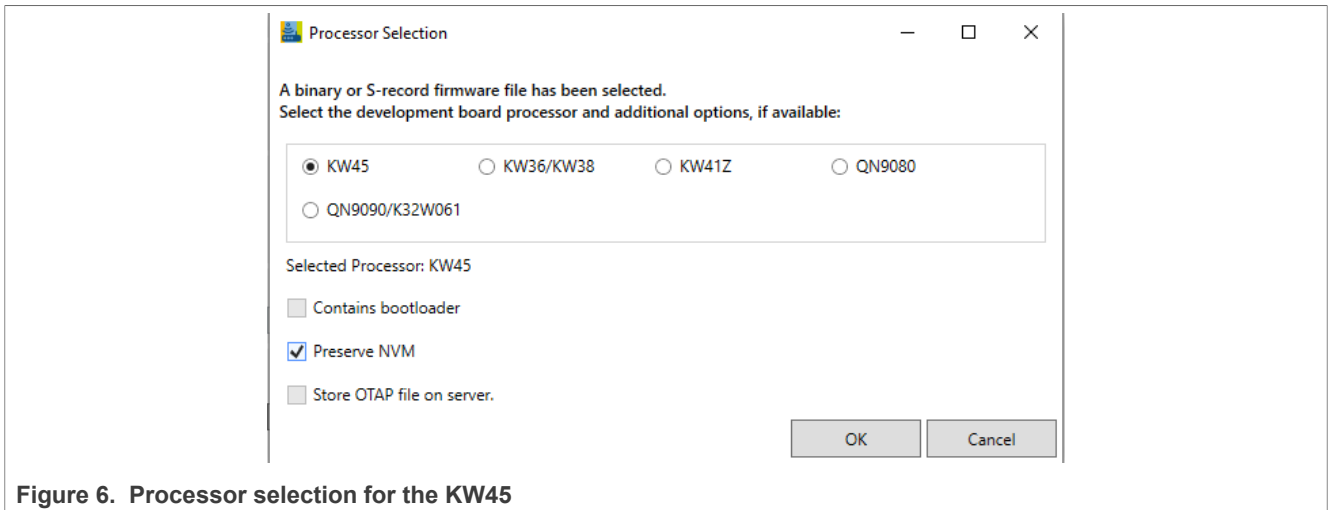 Processor Selection
A binary or S-record firmware file has been selected.
Select the development board processor and additional options, if available:
KW45 KW36/KW38 KW41Z QN9080
QN9090/K32W061
Selected Processor: KW45
Contains bootloader
Preserve NVM
Store OTAP file on server.
OK Cancel
Figure 6. Processor selection for the KW45